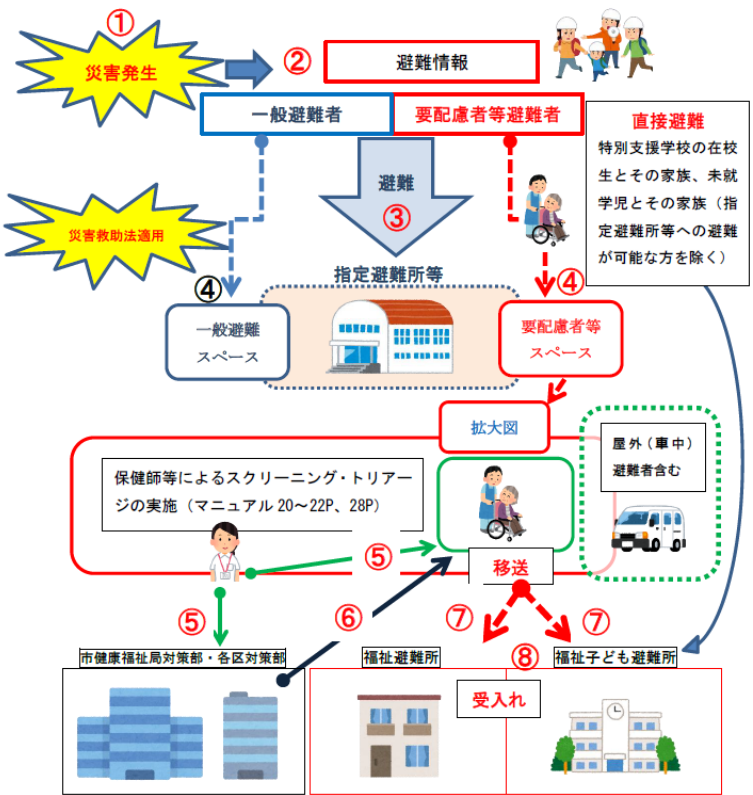 ①
災害発生
②
避難情報
一般避難者
要配慮者等避難者
直接避難
特別支援学校の在校
生とその家族、未就
学児とその家族（指
定避難所等への避難
が可能な方を除く）
避難
③
災害救助法適用
指定避難所等
④
④
一般避難
スペース
要配慮者等
スペース
拡大図
屋外（車中）
避難者含む
保健師等によるスクリーニング・トリアー
ジの実施（マニュアル 20～22P、28P）
⑤
移送
⑤
⑥
⑦
⑦
市健康福祉局対策部・各区対策部
福祉避難所
⑧
福祉子ども避難所
受入れ